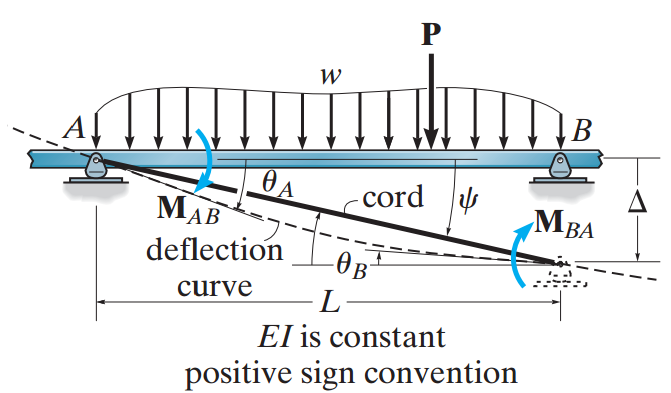 P
w
A
B
θA
ψ
cord
Δ
MAB
MBA
deflection
curve
θB
L
EI is constant
positive sign convention